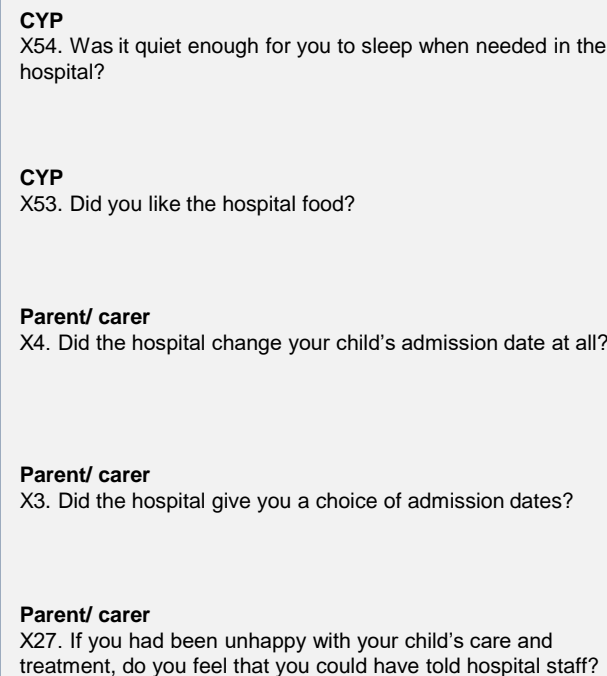 CYP
X54. Was it quiet enough for you to sleep when needed in the
hospital?
CYP
X53. Did you like the hospital food?
Parent/ carer
X4. Did the hospital change your child's admission date at all?
Parent/ carer
X3. Did the hospital give you a choice of admission dates?
Parent/ carer
X27. If you had been unhappy with your child's care and
treatment, do you feel that you could have told hospital staff?